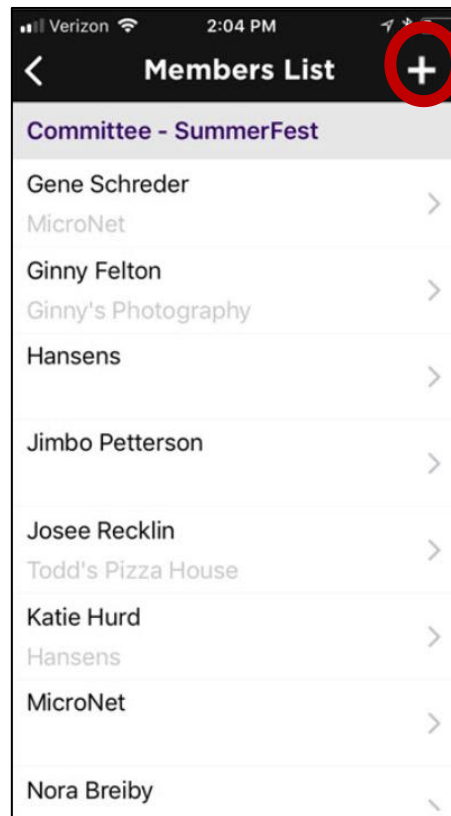 Verizon 2:04 PM
Members List
Committee - SummerFest
Gene Schreder
MicroNet
Ginny Felton
Ginny's Photography
Hansens
Jimbo Petterson
Josee Recklin
Todd's Pizza House
Katie Hurd
Hansens
MicroNet
Nora Breiby